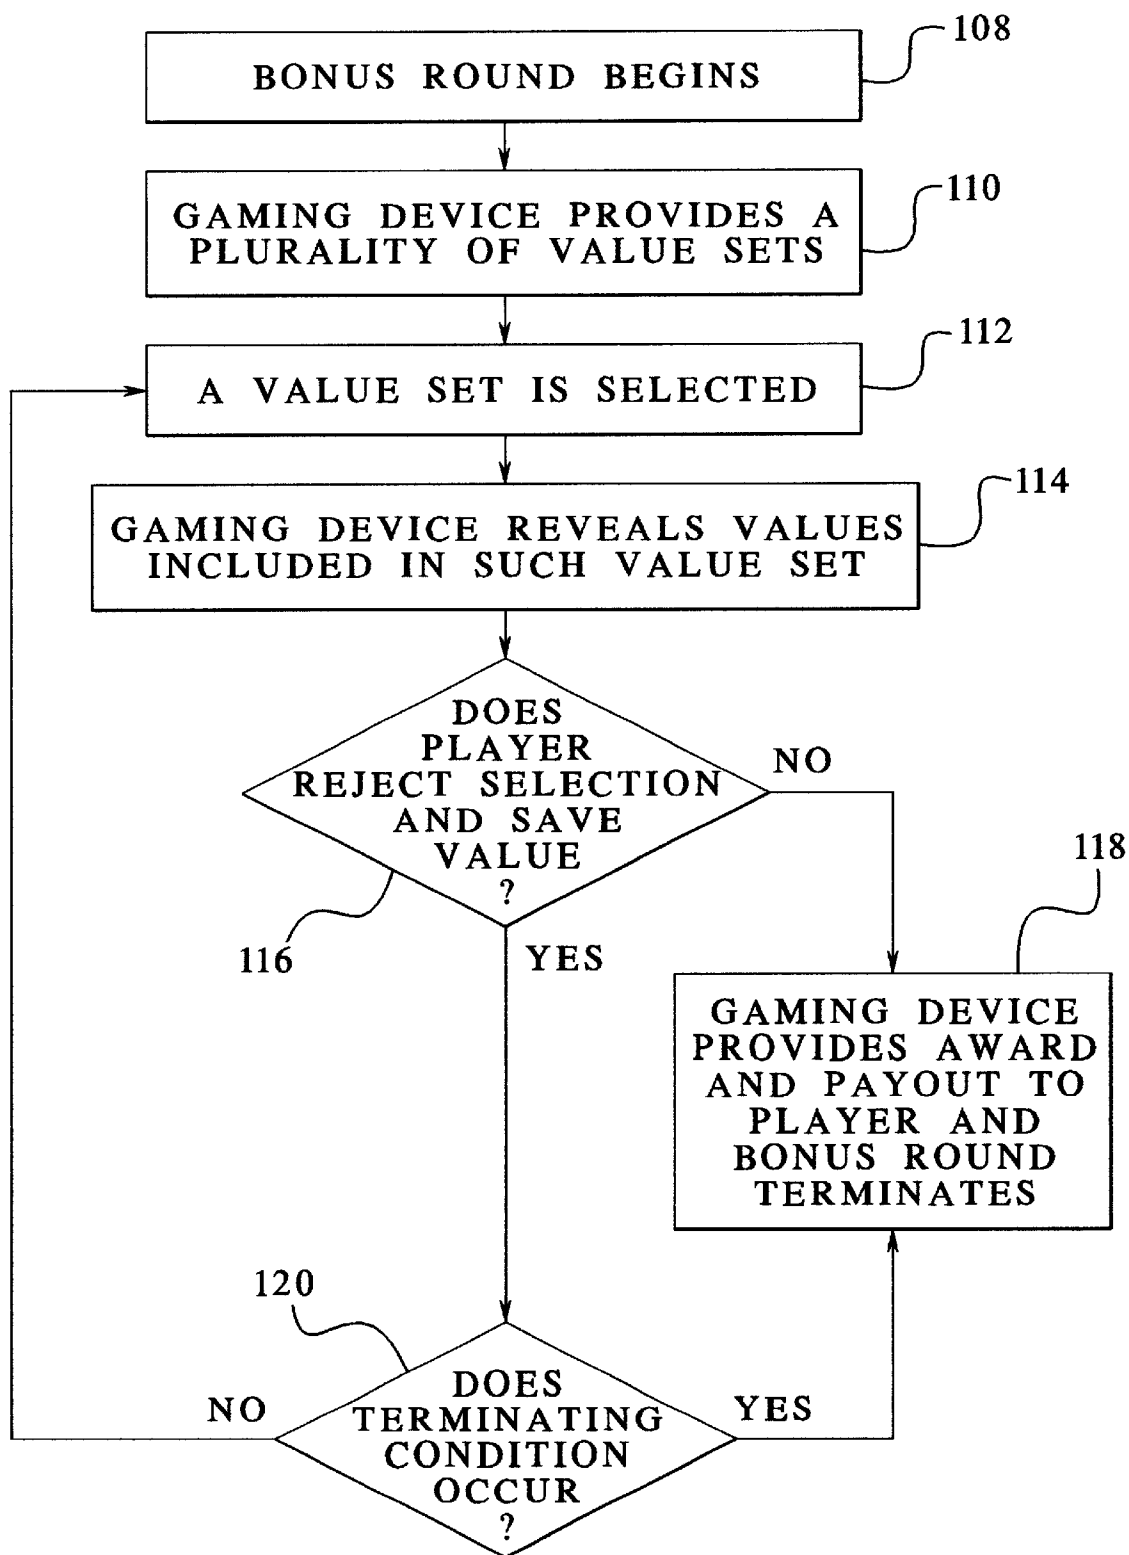 108
BONUS ROUND BEGINS
110
GAMING DEVICE PROVIDES A
PLURALITY OF VALUE SETS
112
A VALUE SET IS SELECTED
114
GAMING DEVICE REVEALS VALUES
INCLUDED IN SUCH VALUE SET
DOES
PLAYER
REJECT SELECTION
AND SAVE
VALUE
?
NO
116
YES
118
GAMING DEVICE
PROVIDES AWARD
AND PAYOUT TO
PLAYER AND
BONUS ROUND
TERMINATES
120
DOES
TERMINATING
CONDITION
OCCUR
?
NO
YES